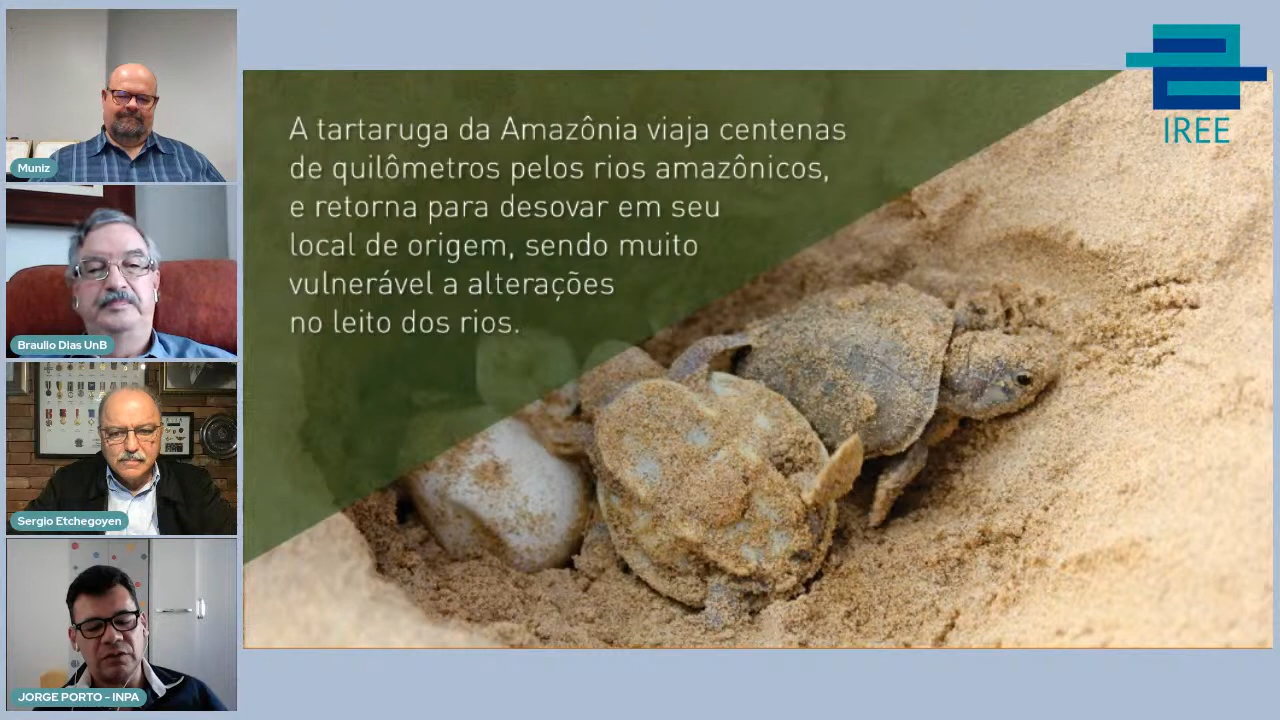 Muniz
Braulio Dias UnB
Sergio Etchegoyen
JORGE PORTO - INPA
A tartaruga da Amazônia viaja centenas
de quilômetros pelos rios amazônicos,
e retorna para desovar em seu
local de origem, sendo muito
vulnerável a alterações
no leito dos rios.
IREE